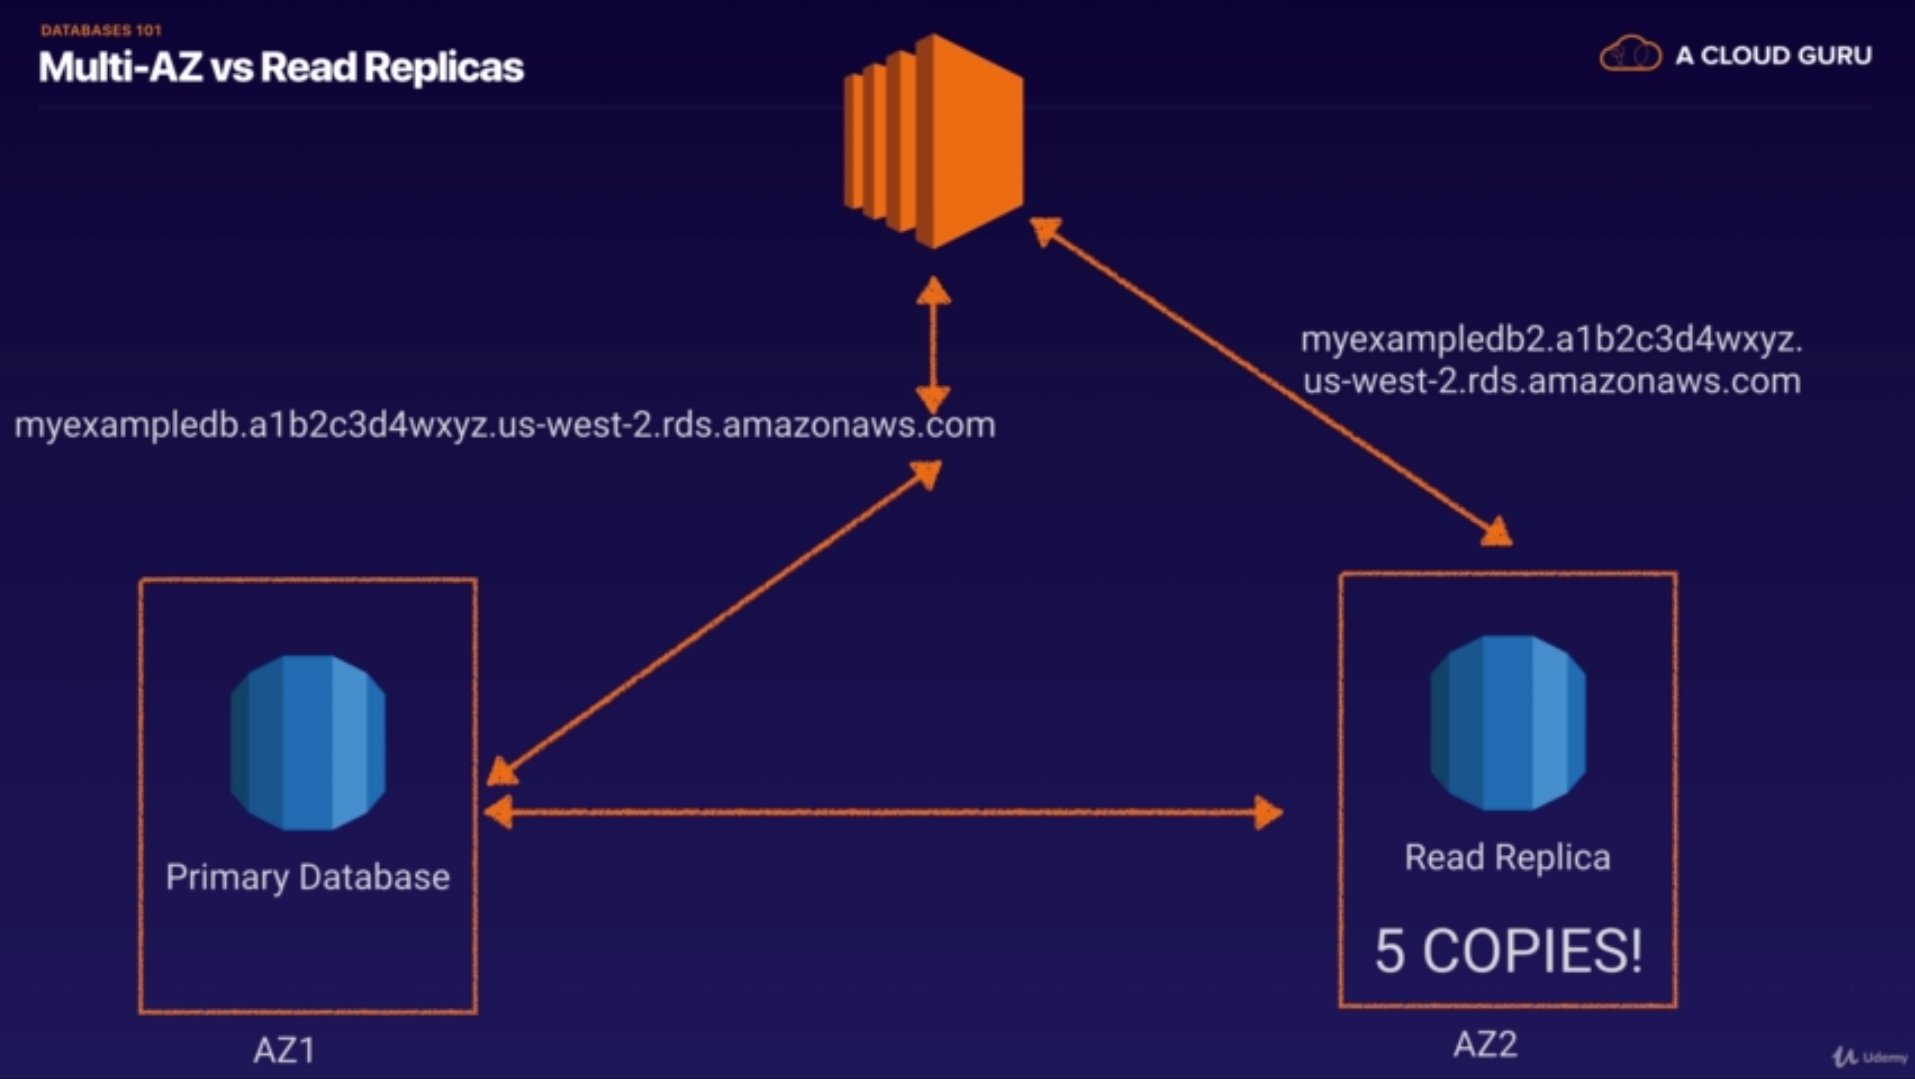 DATABASES 101
Multi-AZ vs Read Replicas
A CLOUD GURU
myexampledb2.a1b2c3d4wxyz.
us-west-2.rds.amazonaws.com
myexampledb.a1b2c3d4wxyz.us-west-2.rds.amazonaws.com
Primary Database
Read Replica
5 COPIES!
AZ1
AZ2
Udemy